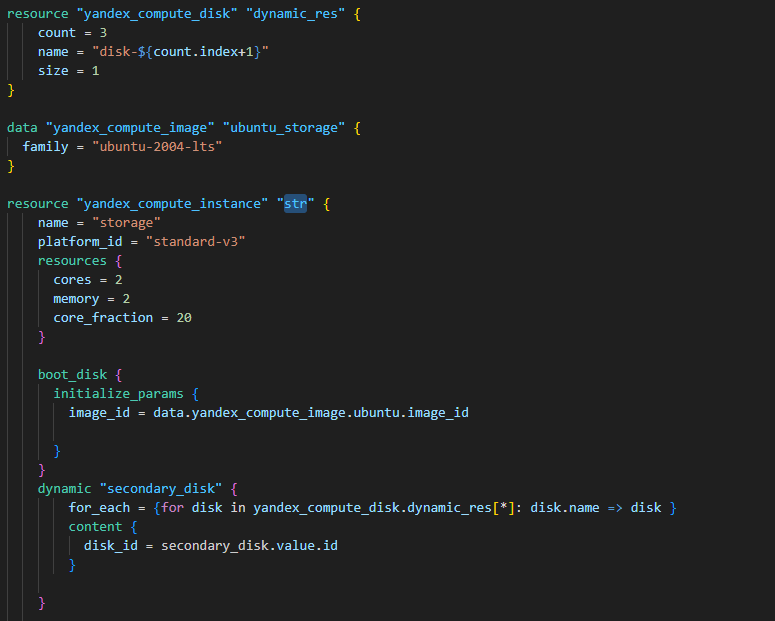 resource "yandex_compute_disk" "dynamic_res" {
    count = 3
    name = "disk-${count.index+1}"
    size = 1
}

data "yandex_compute_image" "ubuntu_storage" {
  family = "ubuntu-2004-lts"
}

resource "yandex_compute_instance" "str" {
    name = "storage"
    platform_id = "standard-v3"
    resources {
      cores = 2
      memory = 2
      core_fraction = 20
    }

    boot_disk {
      initialize_params {
        image_id = data.yandex_compute_image.ubuntu.image_id

      }
    }
    dynamic "secondary_disk" {
        for_each = {for disk in yandex_compute_disk.dynamic_res[*]: disk.name => disk }
        content {
          disk_id = secondary_disk.value.id
        }

    }